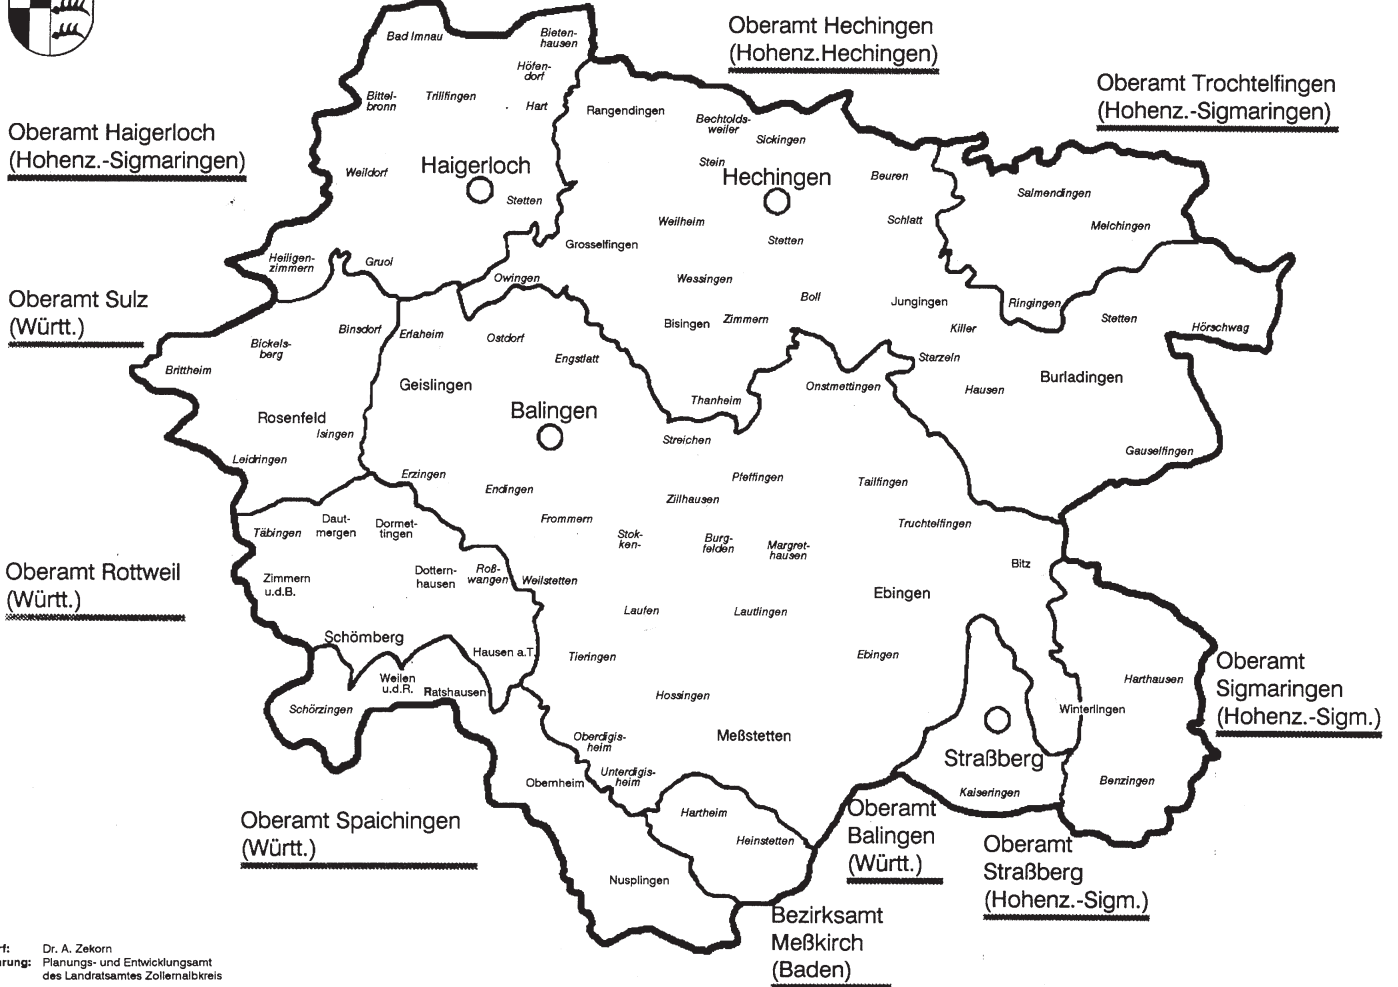 Oberamt Hechingen
(Hohenz.Hechingen)
Oberamt Trochtelfingen
(Hohenz.-Sigmaringen)
Oberamt Haigerloch
(Hohenz.-Sigmaringen)
Bad Imnau
Bieten-
hausen
Höfen-
dorf
Bittel-
bronn
Trillfingen
Hart
Rangendingen
Bechtolds-
weiler
Sickingen
Haigerloch
Weildorf
Stetten
Stein
Hechingen
Beuren
Salmendingen
Melchingen
Weilheim
Schlatt
Stetten
Grosselfingen
Heiligen-
zimmern
Gruol
Owingen
Wessingen
Boll
Jungingen
Ringingen
Stetten
Hörschwag
Oberamt Sulz
(Württ.)
Binsdorf
Erlaheim
Ostdorf
Bisingen
Zimmern
Killer
Bickels-
berg
Brittheim
Engstlatt
Starzeln
Geislingen
Onstmettingen
Hausen
Burladingen
Thanheim
Balingen
Rosenfeld
Isingen
Streichen
Leidringen
Gauselfingen
Erzingen
Endingen
Pfeffingen
Tailfingen
Zillhausen
Täbingen
Daut-
mergen
Dormet-
tingen
Frommern
Stok-
ken-
Burg-
felden
Margret-
hausen
Truchtelfingen
Oberamt Rottweil
(Württ.)
Zimmern
u.d.B.
Dottern-
hausen
Roß-
wangen
Weilstetten
Bitz
Ebingen
Laufen
Lautlingen
Schömberg
Hausen a.T.
Tieringen
Ebingen
Weilen
u.d.R.
Ratshausen
Schörzingen
Hossingen
Harthausen
Winterlingen
Oberamt
Sigmaringen
(Hohenz.-Sigm.)
Oberdigis-
heim
Meßstetten
Straßberg
Obernheim
Unterdigis-
heim
Kaiseringen
Benzingen
Hartheim
Heinstetten
Oberamt Spaichingen
(Württ.)
Oberamt
Balingen
(Württ.)
Oberamt
Straßberg
(Hohenz.-Sigm.)
Nusplingen
Bezirksamt
Meßkirch
(Baden)
rf: Dr. A. Zekorn
rung: Planungs- und Entwicklungsamt
des Landratsamtes Zollernalbkreis